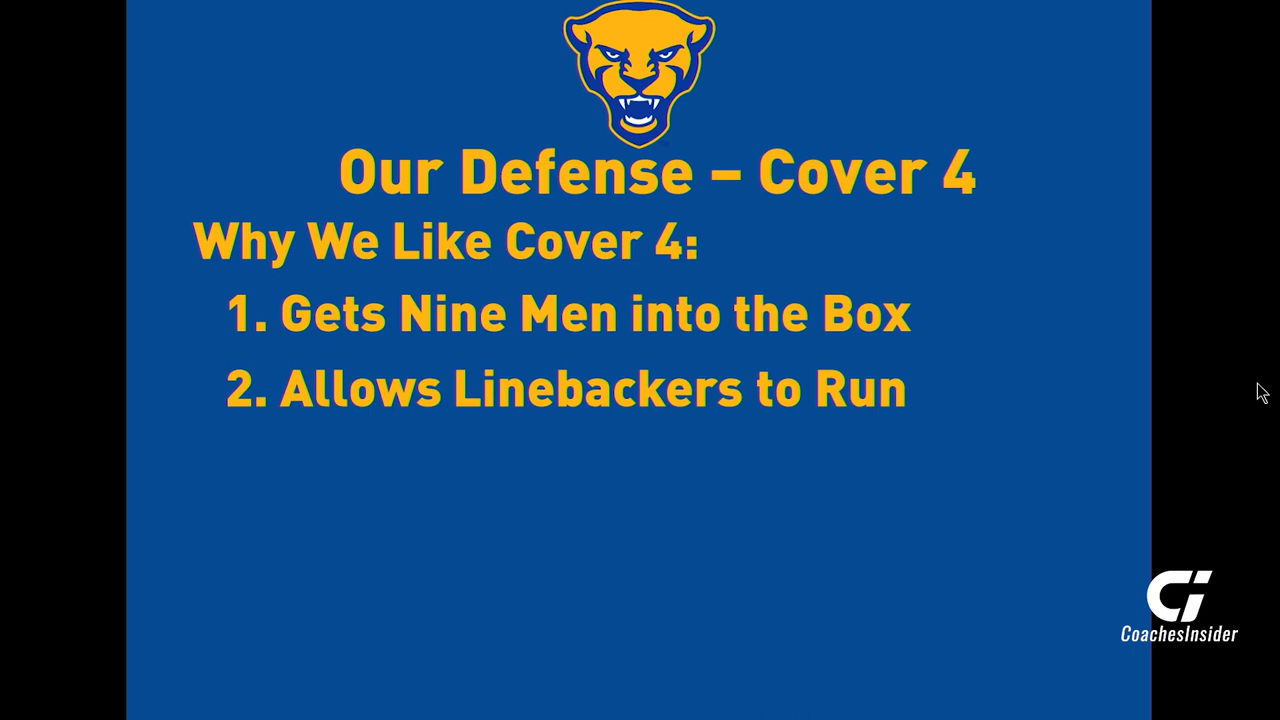 Our Defense – Cover 4
Why We Like Cover 4:
1. Gets Nine Men into the Box
2. Allows Linebackers to Run
CoachesInsider